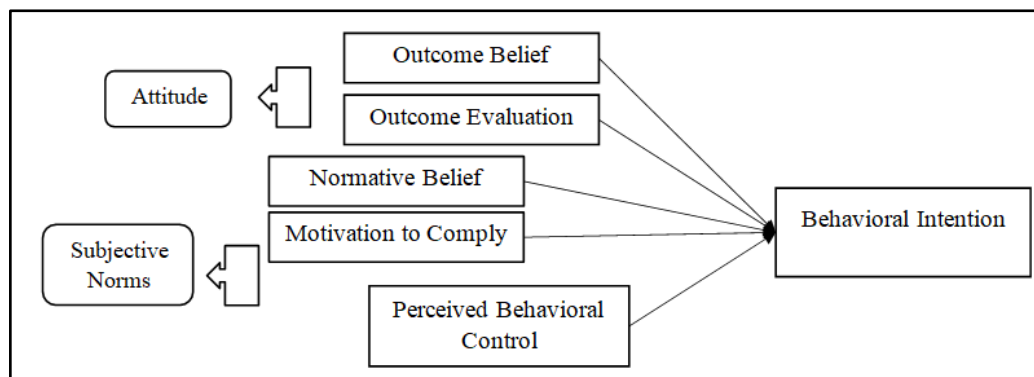 Outcome Belief
Attitude
Outcome Evaluation
Normative Belief
Motivation to Comply
Behavioral Intention
Subjective
Norms
Perceived Behavioral
Control